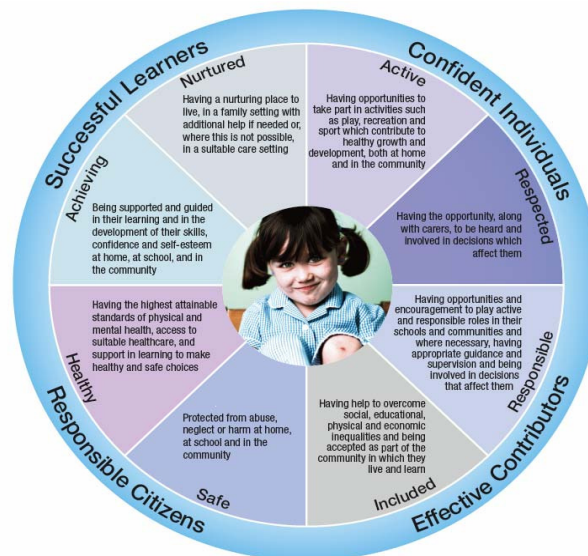 Successful Learners
Confident Individuals
Nurtured
Having a nurturing place to
live, in a family setting with
additional help if needed or,
where this is not possible,
in a suitable care setting
Active
Having opportunities to
take part in activities such
as play, recreation and
sport which contribute to
healthy growth and
development, both at home
and in the community
Achieving
Being supported and guided
in their learning and in the
development of their skills,
confidence and self-esteem
at home, at school, and in
the community
Respected
Having the opportunity, along
with carers, to be heard and
involved in decisions which
affect them
Healthy
Having the highest attainable
standards of physical and
mental health, access to
suitable healthcare, and
support in learning to make
healthy and safe choices
Responsible
Having opportunities and
encouragement to play active
and responsible roles in their
schools and communities and
where necessary, having
appropriate guidance and
supervision and being
involved in decisions
that affect them
Protected from abuse,
neglect or harm at home,
at school and in the
community
Safe
Having help to overcome
social, educational,
physical and economic
inequalities and being
accepted as part of the
community in which they
live and learn
Included
Responsible Citizens
Effective Contributors